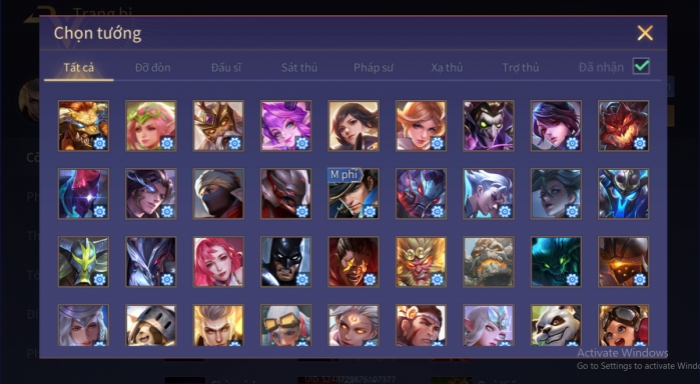 Trang bị
Chọn tướng
Tất cả
Đỡ đòn
Đấu sĩ
Sát thủ
Pháp sư
Xạ thủ
Trợ thủ
Đã nhận
M phí
Activate Windows
Go to Settings to activate Wind